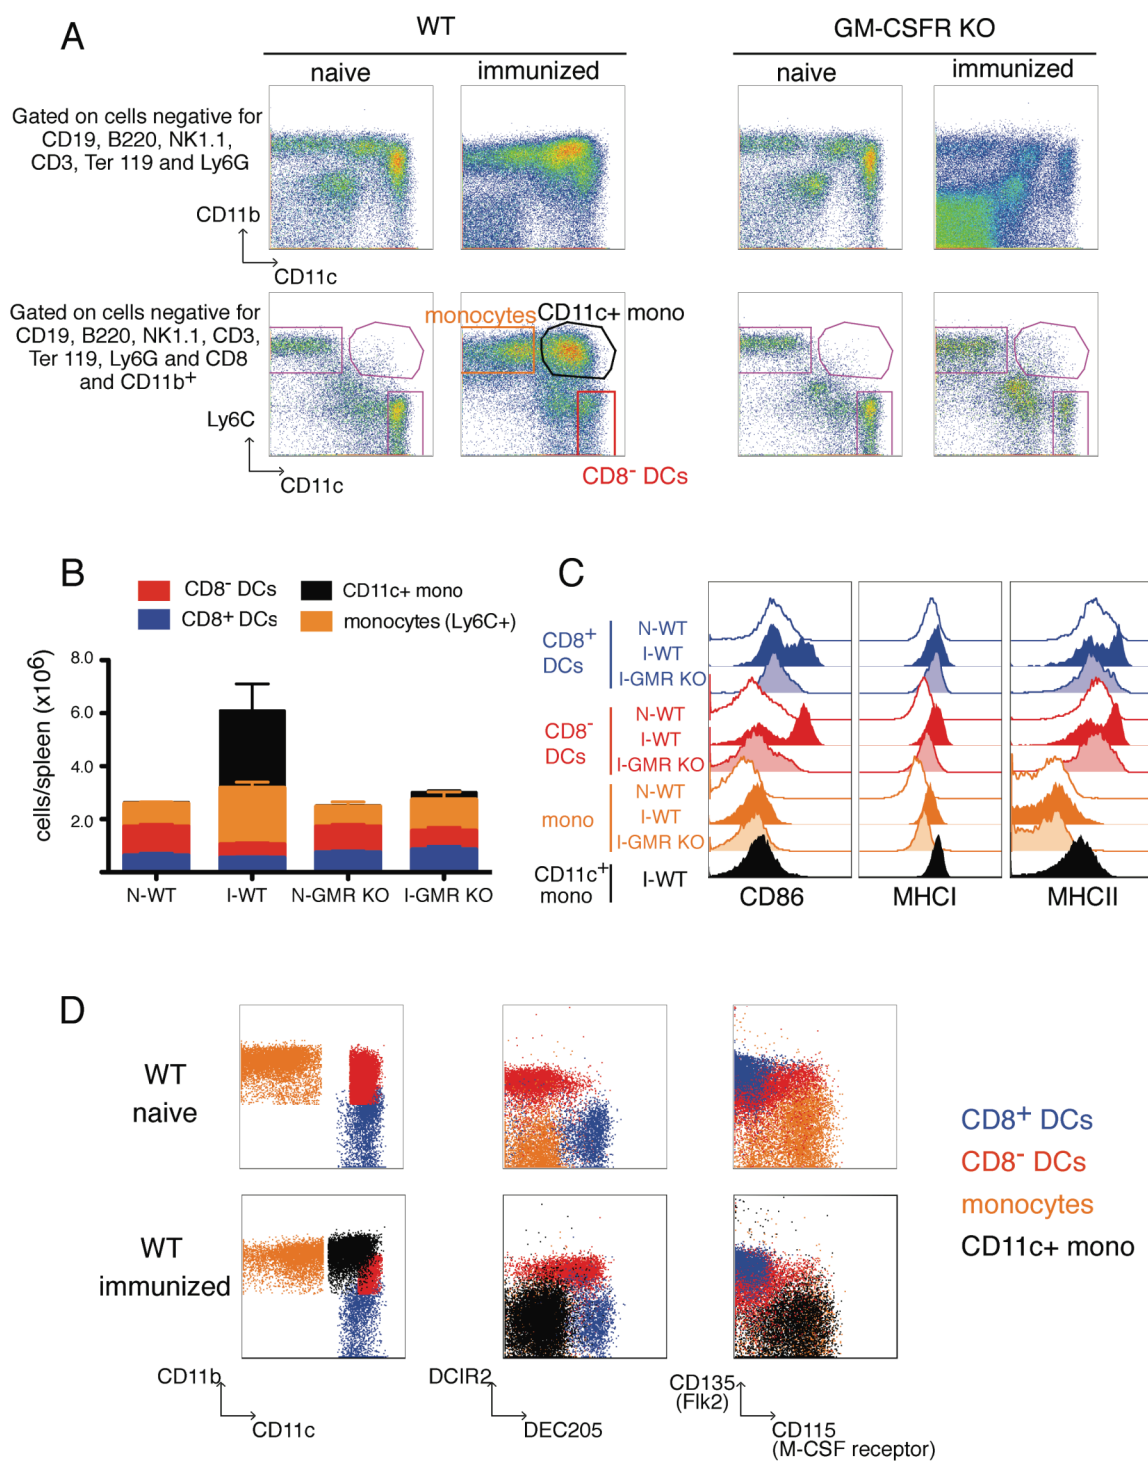 A
WT
GM-CSFR KO
naive
immunized
naive
immunized
Gated on cells negative for
CD19, B220, NK1.1,
CD3, Ter 119 and Ly6G
CD11b
CD11c
Gated on cells negative for
CD19, B220, NK1.1, CD3,
Ter 119, Ly6G and CD8
and CD11b+
monocytes
CD11c+ mono
Ly6C
CD11c
CD8- DCs
B
CD8- DCs
CD11c+ mono
CD8+ DCs
monocytes (Ly6C+)
cells/spleen (x10⁶)
8.0
6.0
4.0
2.0
N-WT
I-WT
N-GMR KO
I-GMR KO
C
CD8+
DCs
N-WT
I-WT
I-GMR KO
CD8-
DCs
N-WT
I-WT
I-GMR KO
mono
N-WT
I-WT
I-GMR KO
CD11c+
mono
I-WT
CD86
MHCI
MHCII
D
WT
naive
WT
immunized
CD8+ DCs
CD8- DCs
monocytes
CD11c+ mono
CD11b
CD11c
DCIR2
DEC205
CD135
(Flk2)
CD115
(M-CSF receptor)